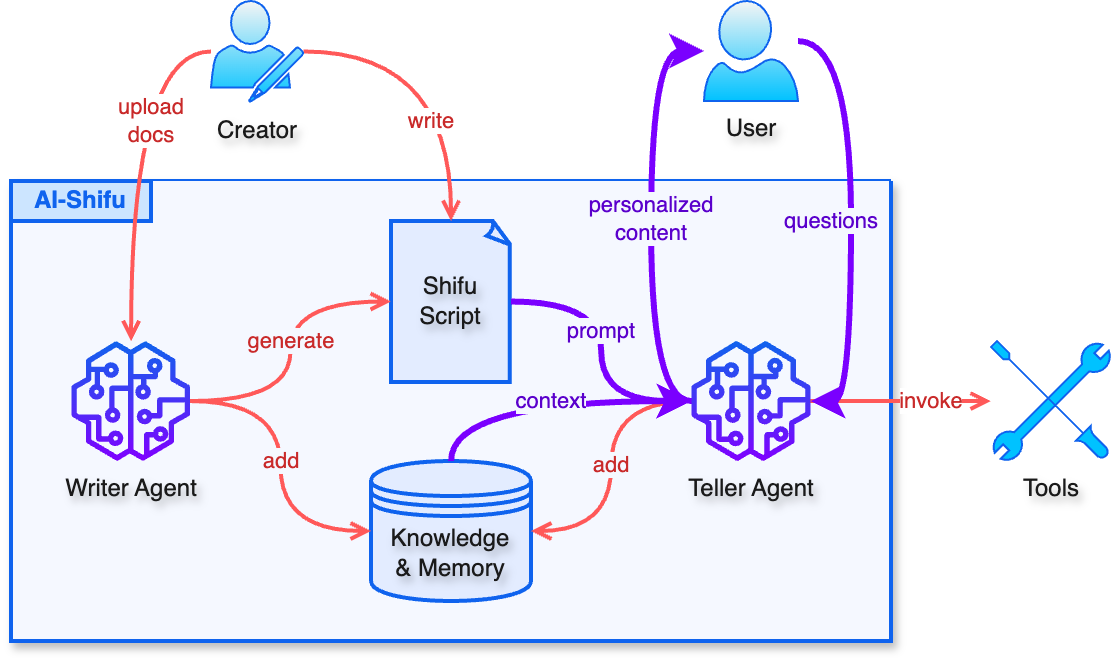 Creator
User
upload
docs
write
AI-Shifu
personalized
content
questions
Shifu
Script
generate
prompt
context
invoke
add
add
Writer Agent
Teller Agent
Tools
Knowledge
& Memory